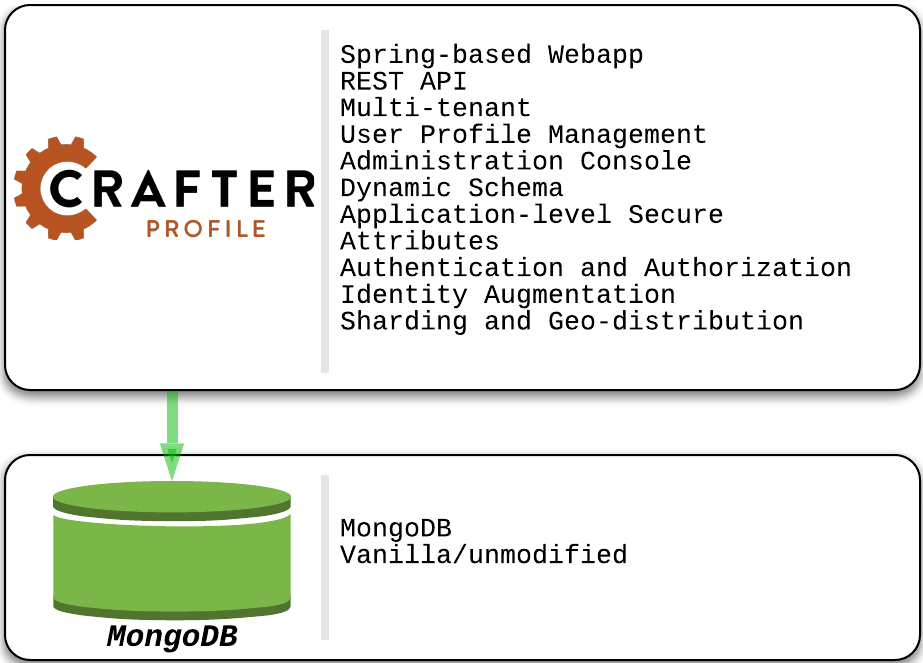 CRAFTER
PROFILE
Spring-based Webapp
REST API
Multi-tenant
User Profile Management
Administration Console
Dynamic Schema
Application-level Secure
Attributes
Authentication and Authorization
Identity Augmentation
Sharding and Geo-distribution
MongoDB
MongoDB
Vanilla/unmodified